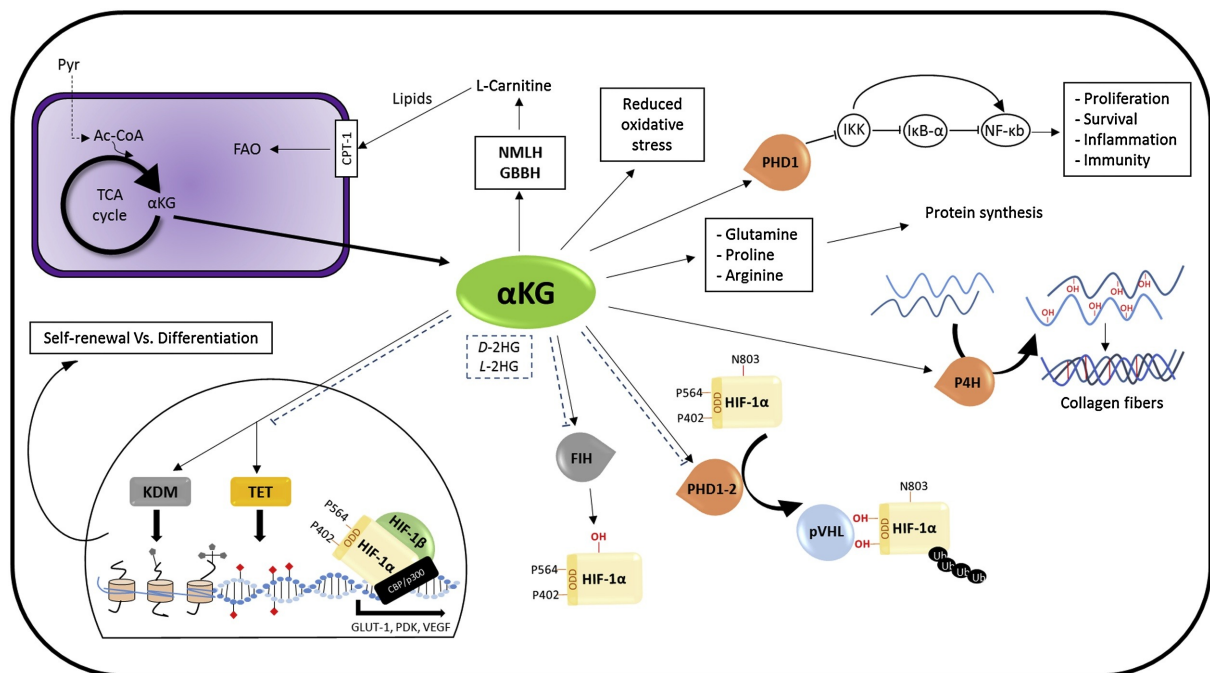 Pyr
Ac-CoA
TCA
cycle
αKG
FAO
CPT-1
Lipids
L-Carnitine
NMLH
GBBH
Reduced
oxidative
stress
PHD1
IKK
IκB-α
NF-κb
- Proliferation
- Survival
- Inflammation
- Immunity
- Glutamine
- Proline
- Arginine
Protein synthesis
αKG
D-2HG
L-2HG
OH
OH
OH
OH
OH
OH
P4H
Collagen fibers
Self-renewal Vs. Differentiation
KDM
TET
P564
P402
ODD
HIF-1α
HIF-1β
CBP/p300
GLUT-1, PDK, VEGF
FIH
OH
P564
P402
ODD
HIF-1α
N803
P564
P402
ODD
HIF-1α
PHD1-2
pVHL
OH
OH
N803
ODD
HIF-1α
Ub
Ub
Ub
Ub